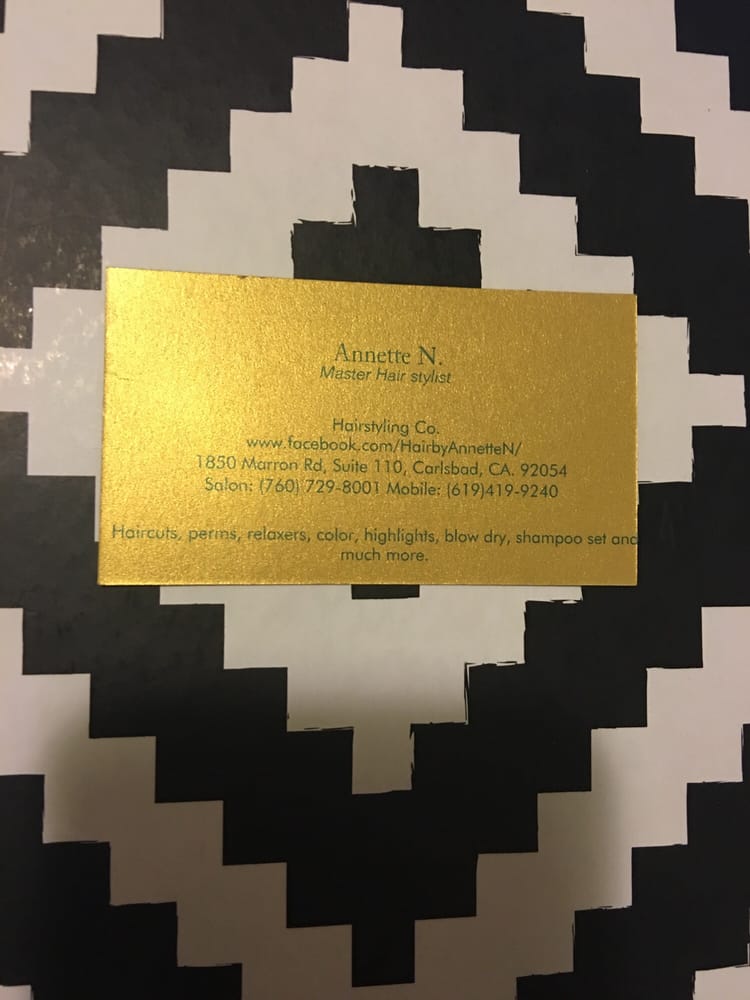 Annette N.
Master Hair stylist
Hairstyling Co.
www.facebook.com/HairbyAnnetteN/
1850 Marron Rd, Suite 110, Carlsbad, CA. 92054
Salon: (760) 729-8001 Mobile: (619)419-9240
Haircuts, perms, relaxers, color, highlights, blow dry, shampoo set and
much more.